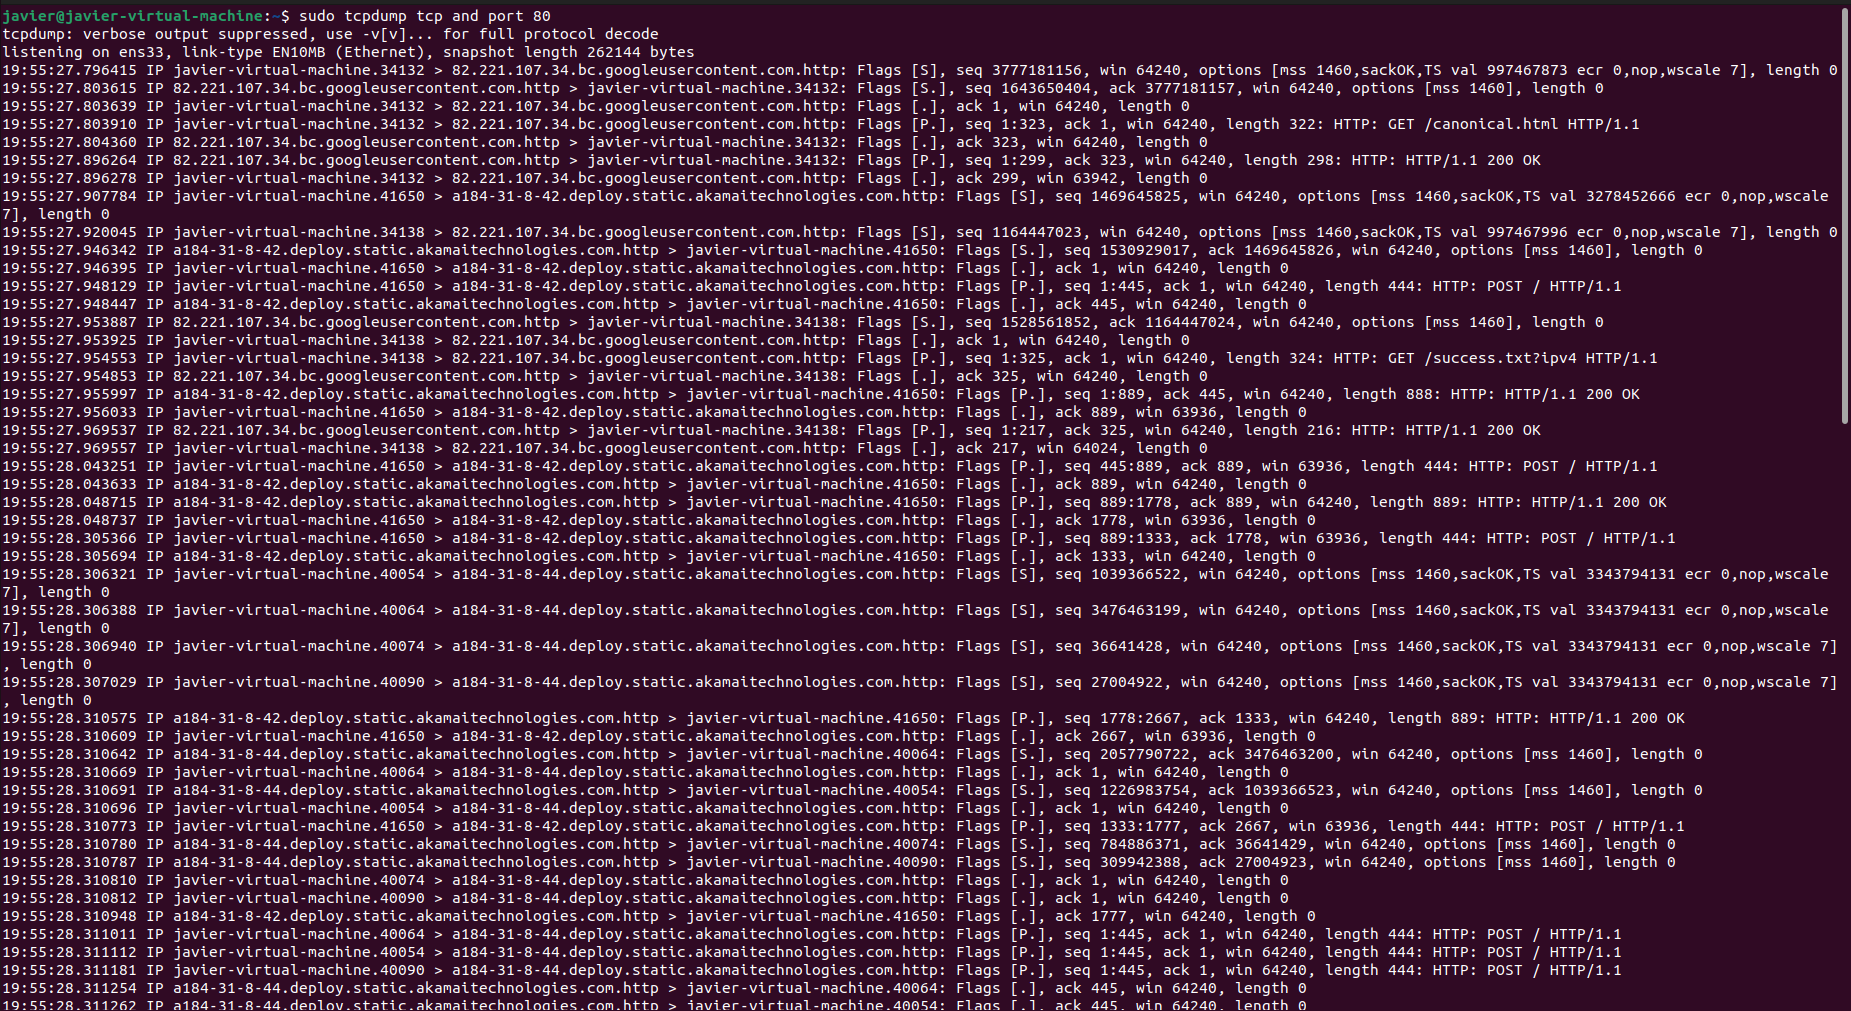 javier@javier-virtual-machine:~$ sudo tcpdump tcp and port 80
tcpdump: verbose output suppressed, use -v[v]... for full protocol decode
listening on ens33, link-type EN10MB (Ethernet), snapshot length 262144 bytes
19:55:27.796415 IP javier-virtual-machine.34132 > 82.221.107.34.bc.googleusercontent.com.http: Flags [S], seq 3777181156, win 64240, options [mss 1460,sackOK,TS val 997467873 ecr 0,nop,wscale 7], length 0
19:55:27.803615 IP 82.221.107.34.bc.googleusercontent.com.http > javier-virtual-machine.34132: Flags [S.], seq 1643650404, ack 3777181157, win 64240, options [mss 1460], length 0
19:55:27.803639 IP javier-virtual-machine.34132 > 82.221.107.34.bc.googleusercontent.com.http: Flags [.], ack 1, win 64240, length 0
19:55:27.803910 IP javier-virtual-machine.34132 > 82.221.107.34.bc.googleusercontent.com.http: Flags [P.], seq 1:323, ack 1, win 64240, length 322: HTTP: GET /canonical.html HTTP/1.1
19:55:27.804360 IP 82.221.107.34.bc.googleusercontent.com.http > javier-virtual-machine.34132: Flags [.], ack 323, win 64240, length 0
19:55:27.896264 IP 82.221.107.34.bc.googleusercontent.com.http > javier-virtual-machine.34132: Flags [P.], seq 1:299, ack 323, win 64240, length 298: HTTP: HTTP/1.1 200 OK
19:55:27.896278 IP javier-virtual-machine.34132 > 82.221.107.34.bc.googleusercontent.com.http: Flags [.], ack 299, win 63942, length 0
19:55:27.907784 IP javier-virtual-machine.41650 > a184-31-8-42.deploy.static.akamaitechnologies.com.http: Flags [S], seq 1469645825, win 64240, options [mss 1460,sackOK,TS val 3278452666 ecr 0,nop,wscale
7], length 0
19:55:27.920045 IP javier-virtual-machine.34138 > 82.221.107.34.bc.googleusercontent.com.http: Flags [S], seq 1164447023, win 64240, options [mss 1460,sackOK,TS val 997467996 ecr 0,nop,wscale 7], length 0
19:55:27.946342 IP a184-31-8-42.deploy.static.akamaitechnologies.com.http > javier-virtual-machine.41650: Flags [S.], seq 1530929017, ack 1469645826, win 64240, options [mss 1460], length 0
19:55:27.946395 IP javier-virtual-machine.41650 > a184-31-8-42.deploy.static.akamaitechnologies.com.http: Flags [.], ack 1, win 64240, length 0
19:55:27.948129 IP javier-virtual-machine.41650 > a184-31-8-42.deploy.static.akamaitechnologies.com.http: Flags [P.], seq 1:445, ack 1, win 64240, length 444: HTTP: POST / HTTP/1.1
19:55:27.948447 IP a184-31-8-42.deploy.static.akamaitechnologies.com.http > javier-virtual-machine.41650: Flags [.], ack 445, win 64240, length 0
19:55:27.953887 IP 82.221.107.34.bc.googleusercontent.com.http > javier-virtual-machine.34138: Flags [S.], seq 1528561852, ack 1164447024, win 64240, options [mss 1460], length 0
19:55:27.953925 IP javier-virtual-machine.34138 > 82.221.107.34.bc.googleusercontent.com.http: Flags [.], ack 1, win 64240, length 0
19:55:27.954553 IP javier-virtual-machine.34138 > 82.221.107.34.bc.googleusercontent.com.http: Flags [P.], seq 1:325, ack 1, win 64240, length 324: HTTP: GET /success.txt?ipv4 HTTP/1.1
19:55:27.954853 IP 82.221.107.34.bc.googleusercontent.com.http > javier-virtual-machine.34138: Flags [.], ack 325, win 64240, length 0
19:55:27.955997 IP a184-31-8-42.deploy.static.akamaitechnologies.com.http > javier-virtual-machine.41650: Flags [P.], seq 1:889, ack 445, win 64240, length 888: HTTP: HTTP/1.1 200 OK
19:55:27.956033 IP javier-virtual-machine.41650 > a184-31-8-42.deploy.static.akamaitechnologies.com.http: Flags [.], ack 889, win 63936, length 0
19:55:27.969537 IP 82.221.107.34.bc.googleusercontent.com.http > javier-virtual-machine.34138: Flags [P.], seq 1:217, ack 325, win 64240, length 216: HTTP: HTTP/1.1 200 OK
19:55:27.969557 IP javier-virtual-machine.34138 > 82.221.107.34.bc.googleusercontent.com.http: Flags [.], ack 217, win 64024, length 0
19:55:28.043251 IP javier-virtual-machine.41650 > a184-31-8-42.deploy.static.akamaitechnologies.com.http: Flags [P.], seq 445:889, ack 889, win 63936, length 444: HTTP: POST / HTTP/1.1
19:55:28.043633 IP a184-31-8-42.deploy.static.akamaitechnologies.com.http > javier-virtual-machine.41650: Flags [.], ack 889, win 64240, length 0
19:55:28.048715 IP a184-31-8-42.deploy.static.akamaitechnologies.com.http > javier-virtual-machine.41650: Flags [P.], seq 889:1778, ack 889, win 64240, length 889: HTTP: HTTP/1.1 200 OK
19:55:28.048737 IP javier-virtual-machine.41650 > a184-31-8-42.deploy.static.akamaitechnologies.com.http: Flags [.], ack 1778, win 63936, length 0
19:55:28.305366 IP javier-virtual-machine.41650 > a184-31-8-42.deploy.static.akamaitechnologies.com.http: Flags [P.], seq 889:1333, ack 1778, win 63936, length 444: HTTP: POST / HTTP/1.1
19:55:28.305694 IP a184-31-8-42.deploy.static.akamaitechnologies.com.http > javier-virtual-machine.41650: Flags [.], ack 1333, win 64240, length 0
19:55:28.306321 IP javier-virtual-machine.40054 > a184-31-8-44.deploy.static.akamaitechnologies.com.http: Flags [S], seq 1039366522, win 64240, options [mss 1460,sackOK,TS val 3343794131 ecr 0,nop,wscale
7], length 0
19:55:28.306388 IP javier-virtual-machine.40064 > a184-31-8-44.deploy.static.akamaitechnologies.com.http: Flags [S], seq 3476463199, win 64240, options [mss 1460,sackOK,TS val 3343794131 ecr 0,nop,wscale
7], length 0
19:55:28.306940 IP javier-virtual-machine.40074 > a184-31-8-44.deploy.static.akamaitechnologies.com.http: Flags [S], seq 36641428, win 64240, options [mss 1460,sackOK,TS val 3343794131 ecr 0,nop,wscale 7]
, length 0
19:55:28.307029 IP javier-virtual-machine.40090 > a184-31-8-44.deploy.static.akamaitechnologies.com.http: Flags [S], seq 27004922, win 64240, options [mss 1460,sackOK,TS val 3343794131 ecr 0,nop,wscale 7]
, length 0
19:55:28.310575 IP a184-31-8-42.deploy.static.akamaitechnologies.com.http > javier-virtual-machine.41650: Flags [P.], seq 1778:2667, ack 1333, win 64240, length 889: HTTP: HTTP/1.1 200 OK
19:55:28.310609 IP javier-virtual-machine.41650 > a184-31-8-42.deploy.static.akamaitechnologies.com.http: Flags [.], ack 2667, win 63936, length 0
19:55:28.310642 IP a184-31-8-44.deploy.static.akamaitechnologies.com.http > javier-virtual-machine.40064: Flags [S.], seq 2057790722, ack 3476463200, win 64240, options [mss 1460], length 0
19:55:28.310669 IP javier-virtual-machine.40064 > a184-31-8-44.deploy.static.akamaitechnologies.com.http: Flags [.], ack 1, win 64240, length 0
19:55:28.310691 IP a184-31-8-44.deploy.static.akamaitechnologies.com.http > javier-virtual-machine.40054: Flags [S.], seq 1226983754, ack 1039366523, win 64240, options [mss 1460], length 0
19:55:28.310696 IP javier-virtual-machine.40054 > a184-31-8-44.deploy.static.akamaitechnologies.com.http: Flags [.], ack 1, win 64240, length 0
19:55:28.310773 IP javier-virtual-machine.41650 > a184-31-8-42.deploy.static.akamaitechnologies.com.http: Flags [P.], seq 1333:1777, ack 2667, win 63936, length 444: HTTP: POST / HTTP/1.1
19:55:28.310780 IP a184-31-8-44.deploy.static.akamaitechnologies.com.http > javier-virtual-machine.40074: Flags [S.], seq 784886371, ack 36641429, win 64240, options [mss 1460], length 0
19:55:28.310787 IP a184-31-8-44.deploy.static.akamaitechnologies.com.http > javier-virtual-machine.40090: Flags [S.], seq 309942388, ack 27004923, win 64240, options [mss 1460], length 0
19:55:28.310810 IP javier-virtual-machine.40074 > a184-31-8-44.deploy.static.akamaitechnologies.com.http: Flags [.], ack 1, win 64240, length 0
19:55:28.310812 IP javier-virtual-machine.40090 > a184-31-8-44.deploy.static.akamaitechnologies.com.http: Flags [.], ack 1, win 64240, length 0
19:55:28.310948 IP a184-31-8-42.deploy.static.akamaitechnologies.com.http > javier-virtual-machine.41650: Flags [.], ack 1777, win 64240, length 0
19:55:28.311011 IP javier-virtual-machine.40064 > a184-31-8-44.deploy.static.akamaitechnologies.com.http: Flags [P.], seq 1:445, ack 1, win 64240, length 444: HTTP: POST / HTTP/1.1
19:55:28.311112 IP javier-virtual-machine.40054 > a184-31-8-44.deploy.static.akamaitechnologies.com.http: Flags [P.], seq 1:445, ack 1, win 64240, length 444: HTTP: POST / HTTP/1.1
19:55:28.311181 IP javier-virtual-machine.40090 > a184-31-8-44.deploy.static.akamaitechnologies.com.http: Flags [P.], seq 1:445, ack 1, win 64240, length 444: HTTP: POST / HTTP/1.1
19:55:28.311254 IP a184-31-8-44.deploy.static.akamaitechnologies.com.http > javier-virtual-machine.40064: Flags [.], ack 445, win 64240, length 0
19:55:28.311262 IP a184-31-8-44.deploy.static.akamaitechnologies.com.http > javier-virtual-machine.40054: Flags [.], ack 445, win 64240, length 0